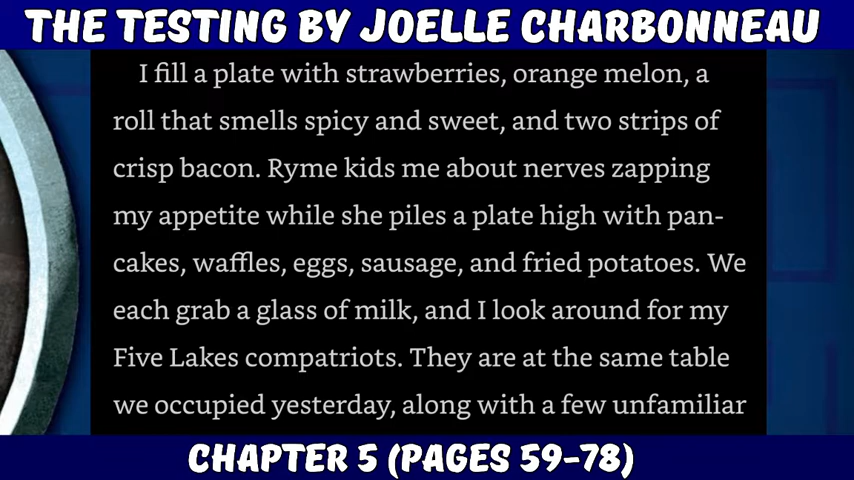 THE TESTING BY JOELLE CHARBONNEAU
I fill a plate with strawberries, orange melon, a
roll that smells spicy and sweet, and two strips of
crisp bacon. Ryme kids me about nerves zapping
my appetite while she piles a plate high with pan-
cakes, waffles, eggs, sausage, and fried potatoes. We
each grab a glass of milk, and I look around for my
Five Lakes compatriots. They are at the same table
we occupied yesterday, along with a few unfamiliar
CHAPTER 5 (PAGES 59-78)